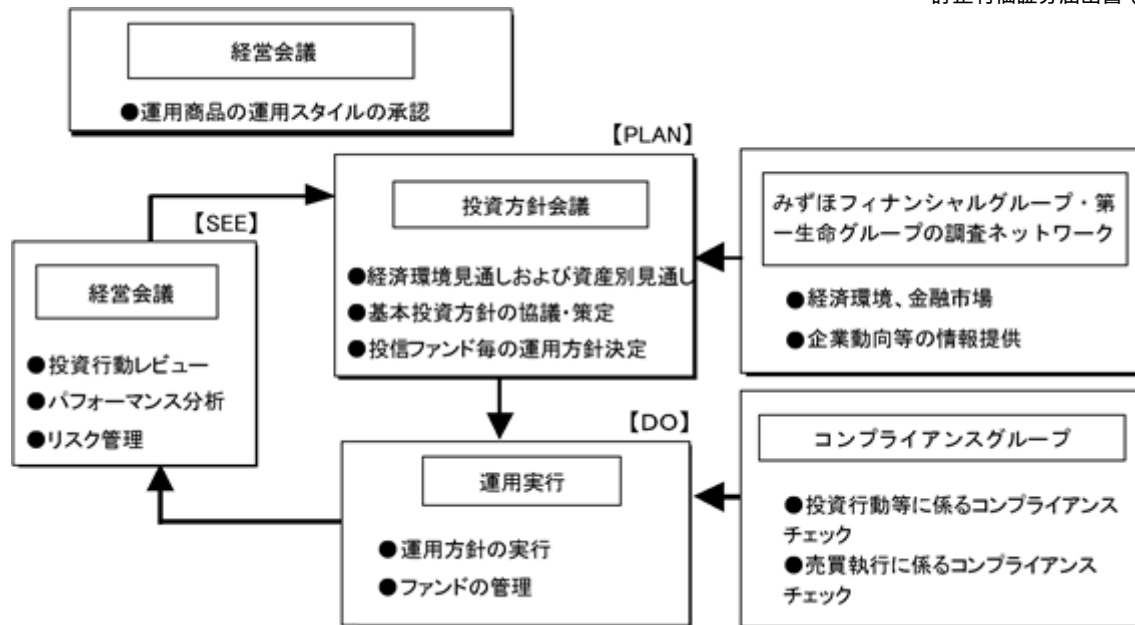 経営会議
●運用商品の運用スタイルの承認
【PLAN】
投資方針会議
●経済環境見通しおよび資産別見通し
●基本投資方針の協議・策定
●投信ファンド毎の運用方針決定
みずほフィナンシャルグループ・第
一生命グループの調査ネットワーク
●経済環境、金融市場
●企業動向等の情報提供
【SEE】
経営会議
●投資行動レビュー
●パフォーマンス分析
●リスク管理
【DO】
運用実行
●運用方針の実行
●ファンドの管理
コンプライアンスグループ
●投資行動等に係るコンプライアンス
チェック
●売買執行に係るコンプライアンス
チェック